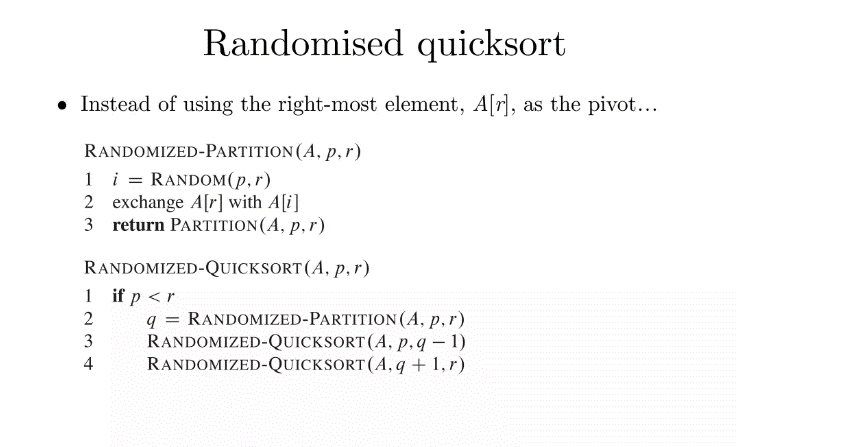 Randomised quicksort
• Instead of using the right-most element, A[r], as the pivot…
RANDOMIZED-PARTITION(A, p, r)
1 i = RANDOM(p, r)
2 exchange A[r] with A[i]
3 return PARTITION(A, p, r)
RANDOMIZED-QUICKSORT(A, p, r)
1 if p < r
2 q = RANDOMIZED-PARTITION(A, p, r)
3 RANDOMIZED-QUICKSORT(A, p, q − 1)
4 RANDOMIZED-QUICKSORT(A, q + 1, r)